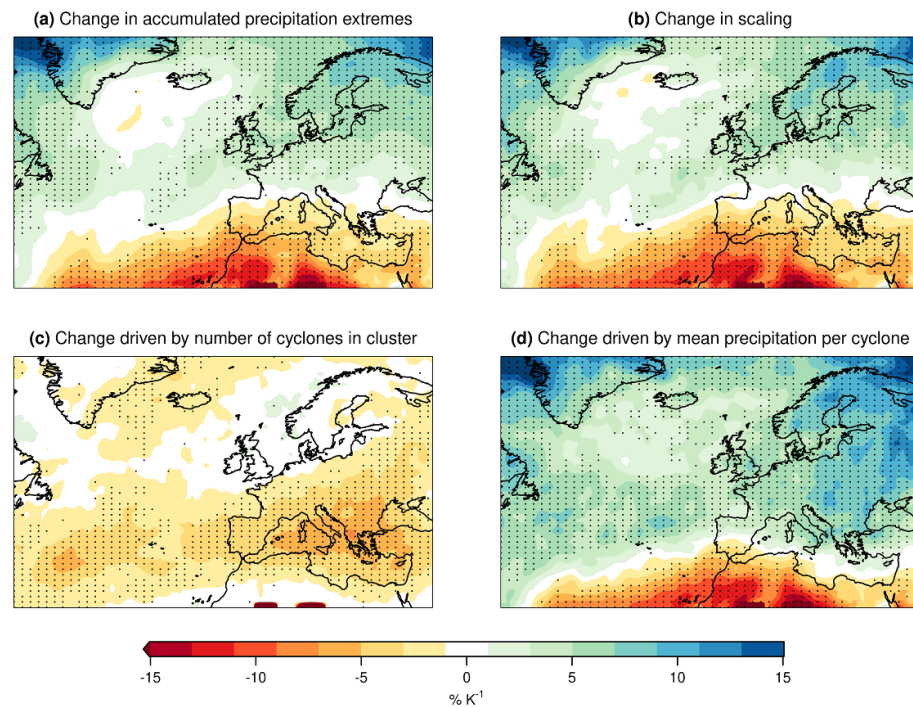 (a) Change in accumulated precipitation extremes
(b) Change in scaling
(c) Change driven by number of cyclones in cluster
(d) Change driven by mean precipitation per cyclone
-15 -10 -5 0 5 10 15
% K⁻¹